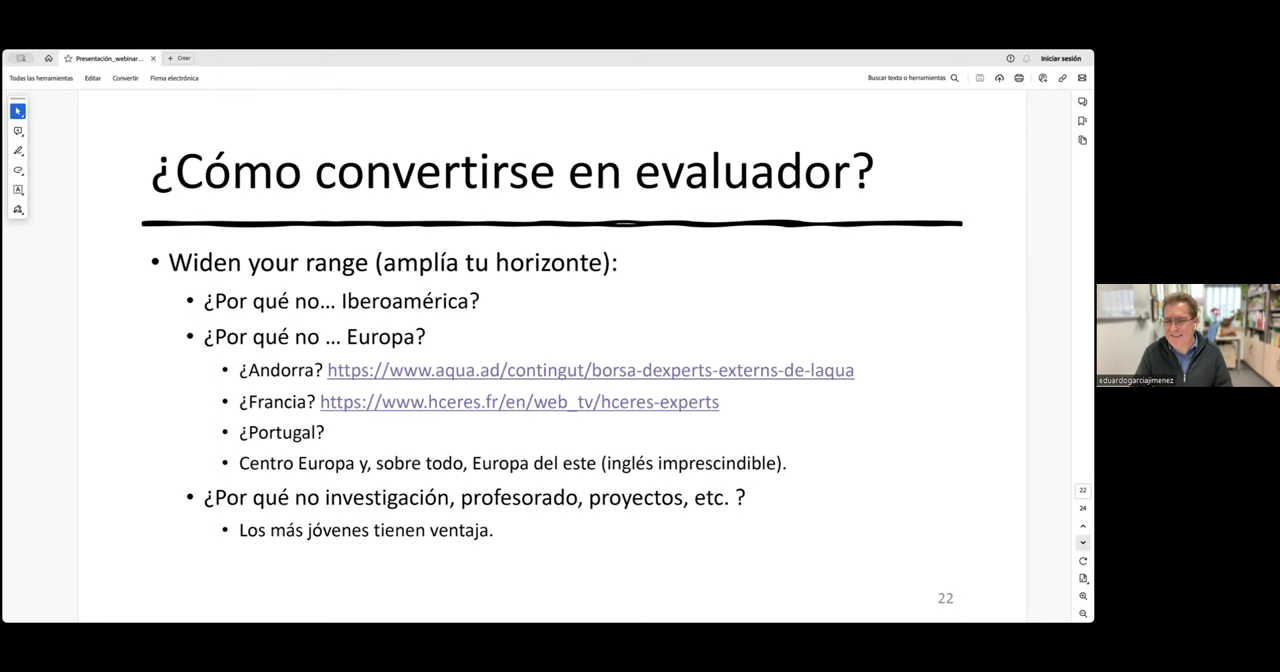 Presentación_webinar...
Crear
Iniciar sesión
Todas las herramientas
Editar
Convertir
Firma electrónica
Buscar texto o herramientas
¿Cómo convertirse en evaluador?
• Widen your range (amplía tu horizonte):
• ¿Por qué no... Iberoamérica?
• ¿Por qué no ... Europa?
• ¿Andorra? https://www.aqua.ad/contingut/borsa-dexperts-externs-de-laqua
• ¿Francia? https://www.hceres.fr/en/web_tv/hceres-experts
• ¿Portugal?
• Centro Europa y, sobre todo, Europa del este (inglés imprescindible).
• ¿Por qué no investigación, profesorado, proyectos, etc. ?
• Los más jóvenes tienen ventaja.
22
22
24
eduardogarciajimenez